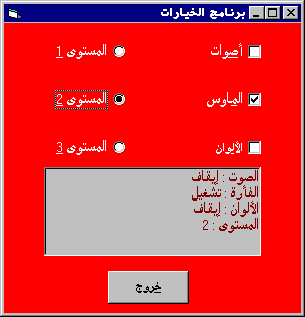 برنامج الخيارات
أصوات
المستوى 1
الماوس
المستوى 2
الألوان
المستوى 3
الصوت : إيقاف
الفأرة : تشغيل
الألوان : إيقاف
المستوى : 2
خروج